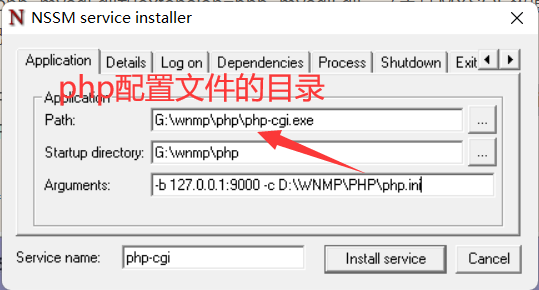 NSSM service installer
Application Details Log on Dependencies Process Shutdown Exit
php配置文件的目录
Application
Path: G:\wnmp\php\php-cgi.exe ...
Startup directory: G:\wnmp\php ...
Arguments: -b 127.0.0.1:9000 -c D:\WNMP\PHP\php.ini
Service name: php-cgi Install service Cancel